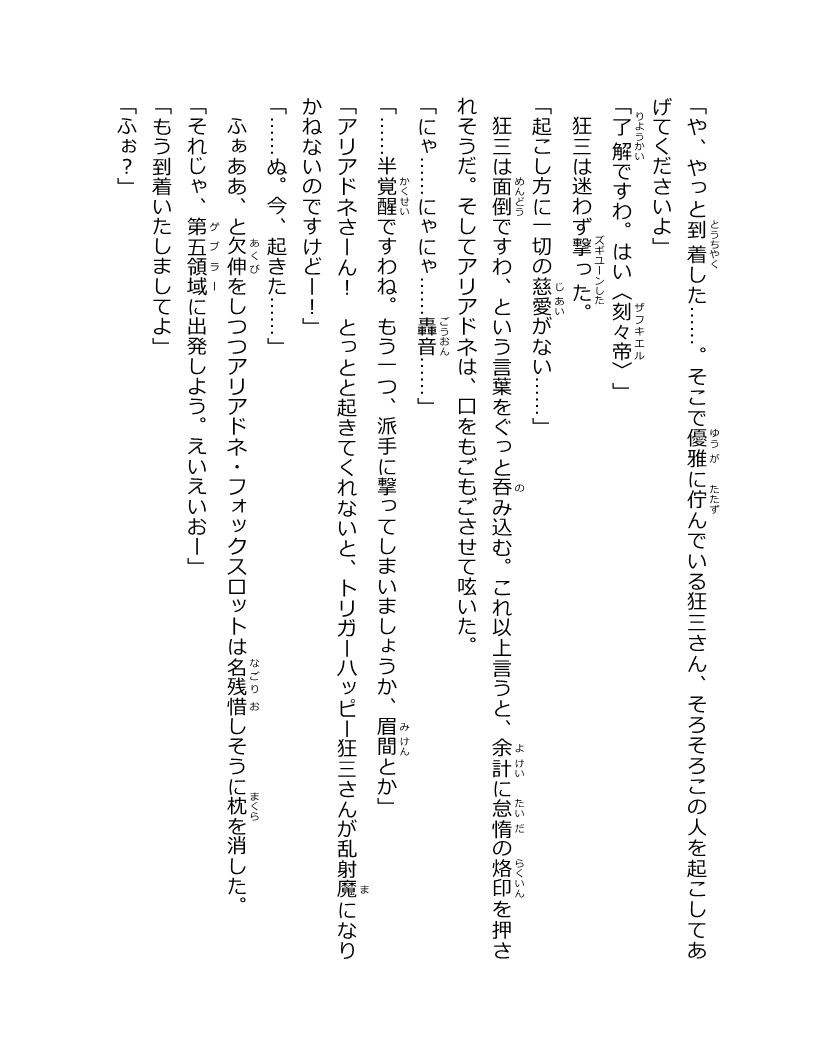 「や、やっと到着した……。そこで優雅に佇んでいる狂三さん、そろそろこの人を起こしてあ
げてくださいよ」
「了解ですわ。はい〈刻々帝〉」
狂三は迷わず撃った。
「起こし方に一切の慈愛がない……」
狂三は面倒ですわ、という言葉をぐっと呑み込む。これ以上言うと、余計に怠惰の烙印を押さ
れそうだ。そしてアリアドネは、口をもごもごさせて呟いた。
「にゃ……にゃにゃ……轟音……」
「……半覚醒ですわね。もう一つ、派手に撃ってしまいましょうか、眉間とか」
「アリアドネさーん！　とっとと起きてくれないと、トリガーハッピー狂三さんが乱射魔になり
かねないのですけどー！」
「……ぬ。今、起きた……」
ふぁああ、と欠伸をしつつアリアドネ・フォックスロットは名残惜しそうに枕を消した。
「それじゃ、第五領域に出発しよう。えいえいおー」
「もう到着いたしましてよ」
「ふぉ？」